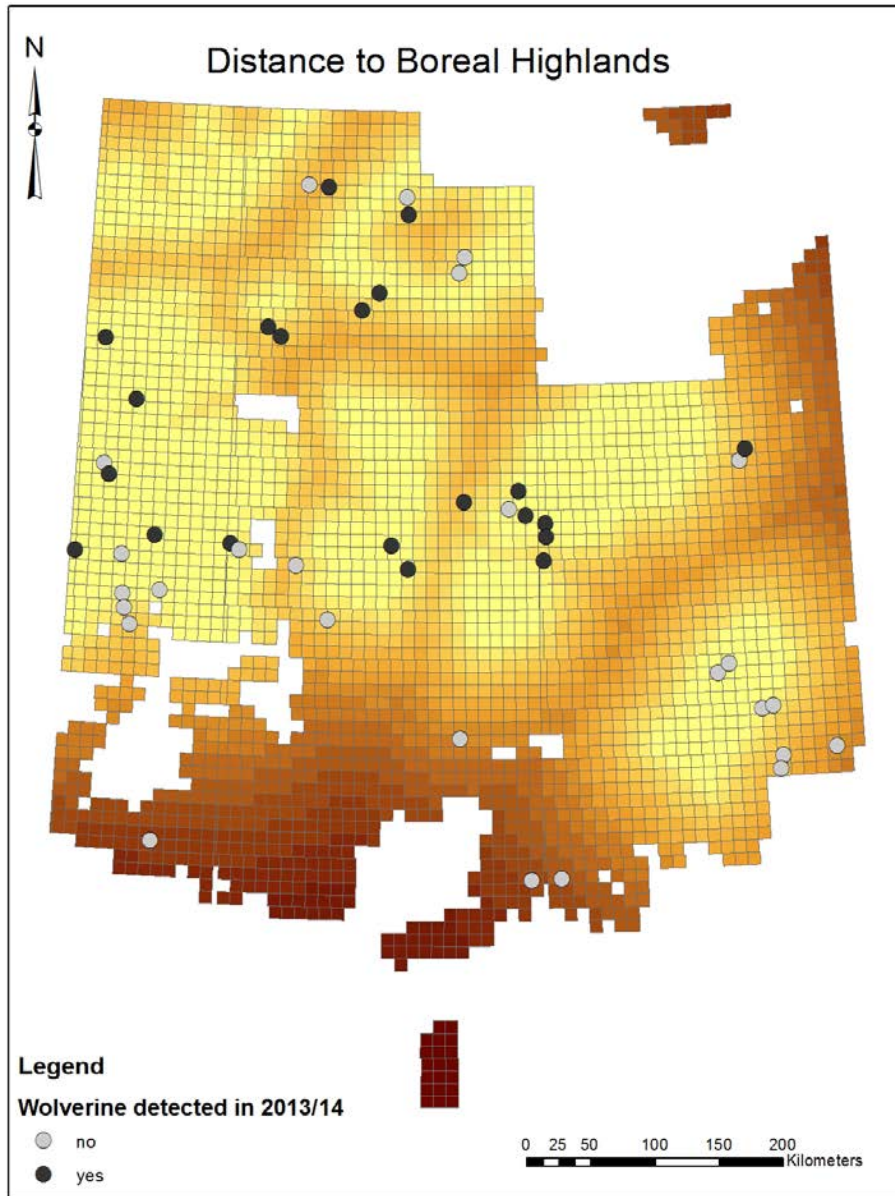 Distance to Boreal Highlands
N
Legend
Wolverine detected in 2013/14
no
yes
0 25 50 100 150 200
Kilometers